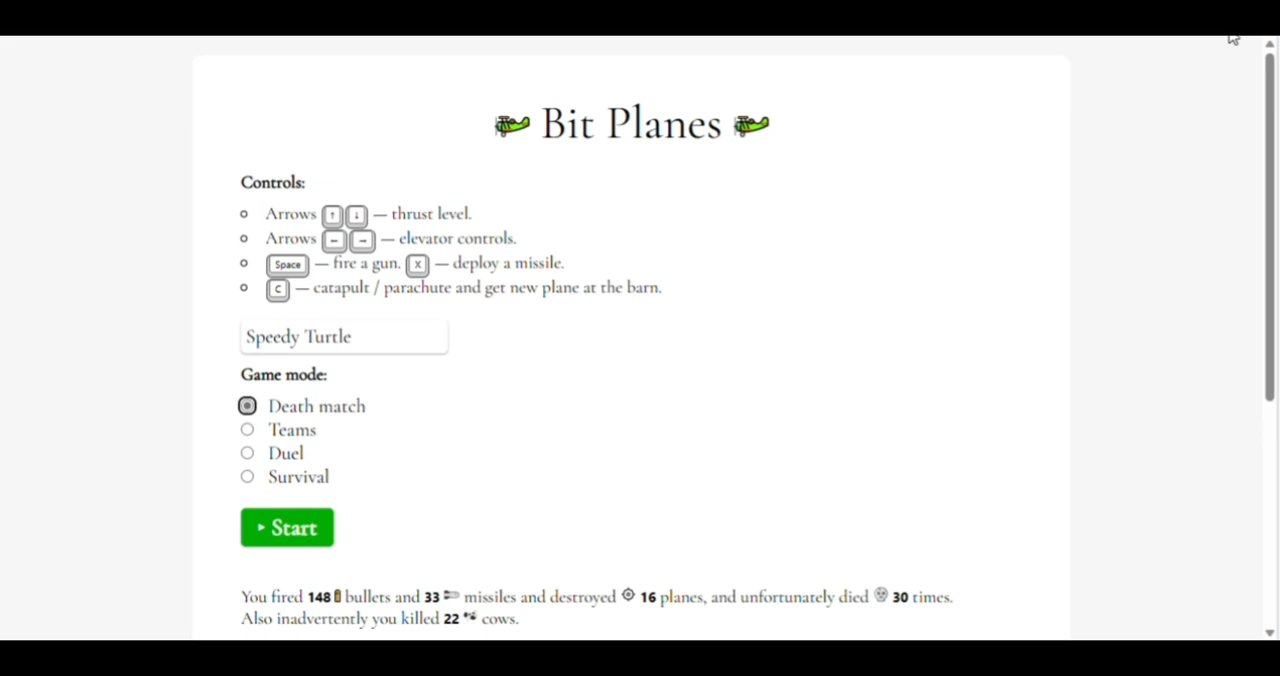 Bit Planes
Controls:
Arrows ↑ ↓ — thrust level.
Arrows ← → — elevator controls.
Space — fire a gun. X — deploy a missile.
C — catapult / parachute and get new plane at the barn.
Speedy Turtle
Game mode:
Death match
Teams
Duel
Survival
Start
You fired 148 bullets and 33 missiles and destroyed 16 planes, and unfortunately died 30 times.
Also inadvertently you killed 22 cows.